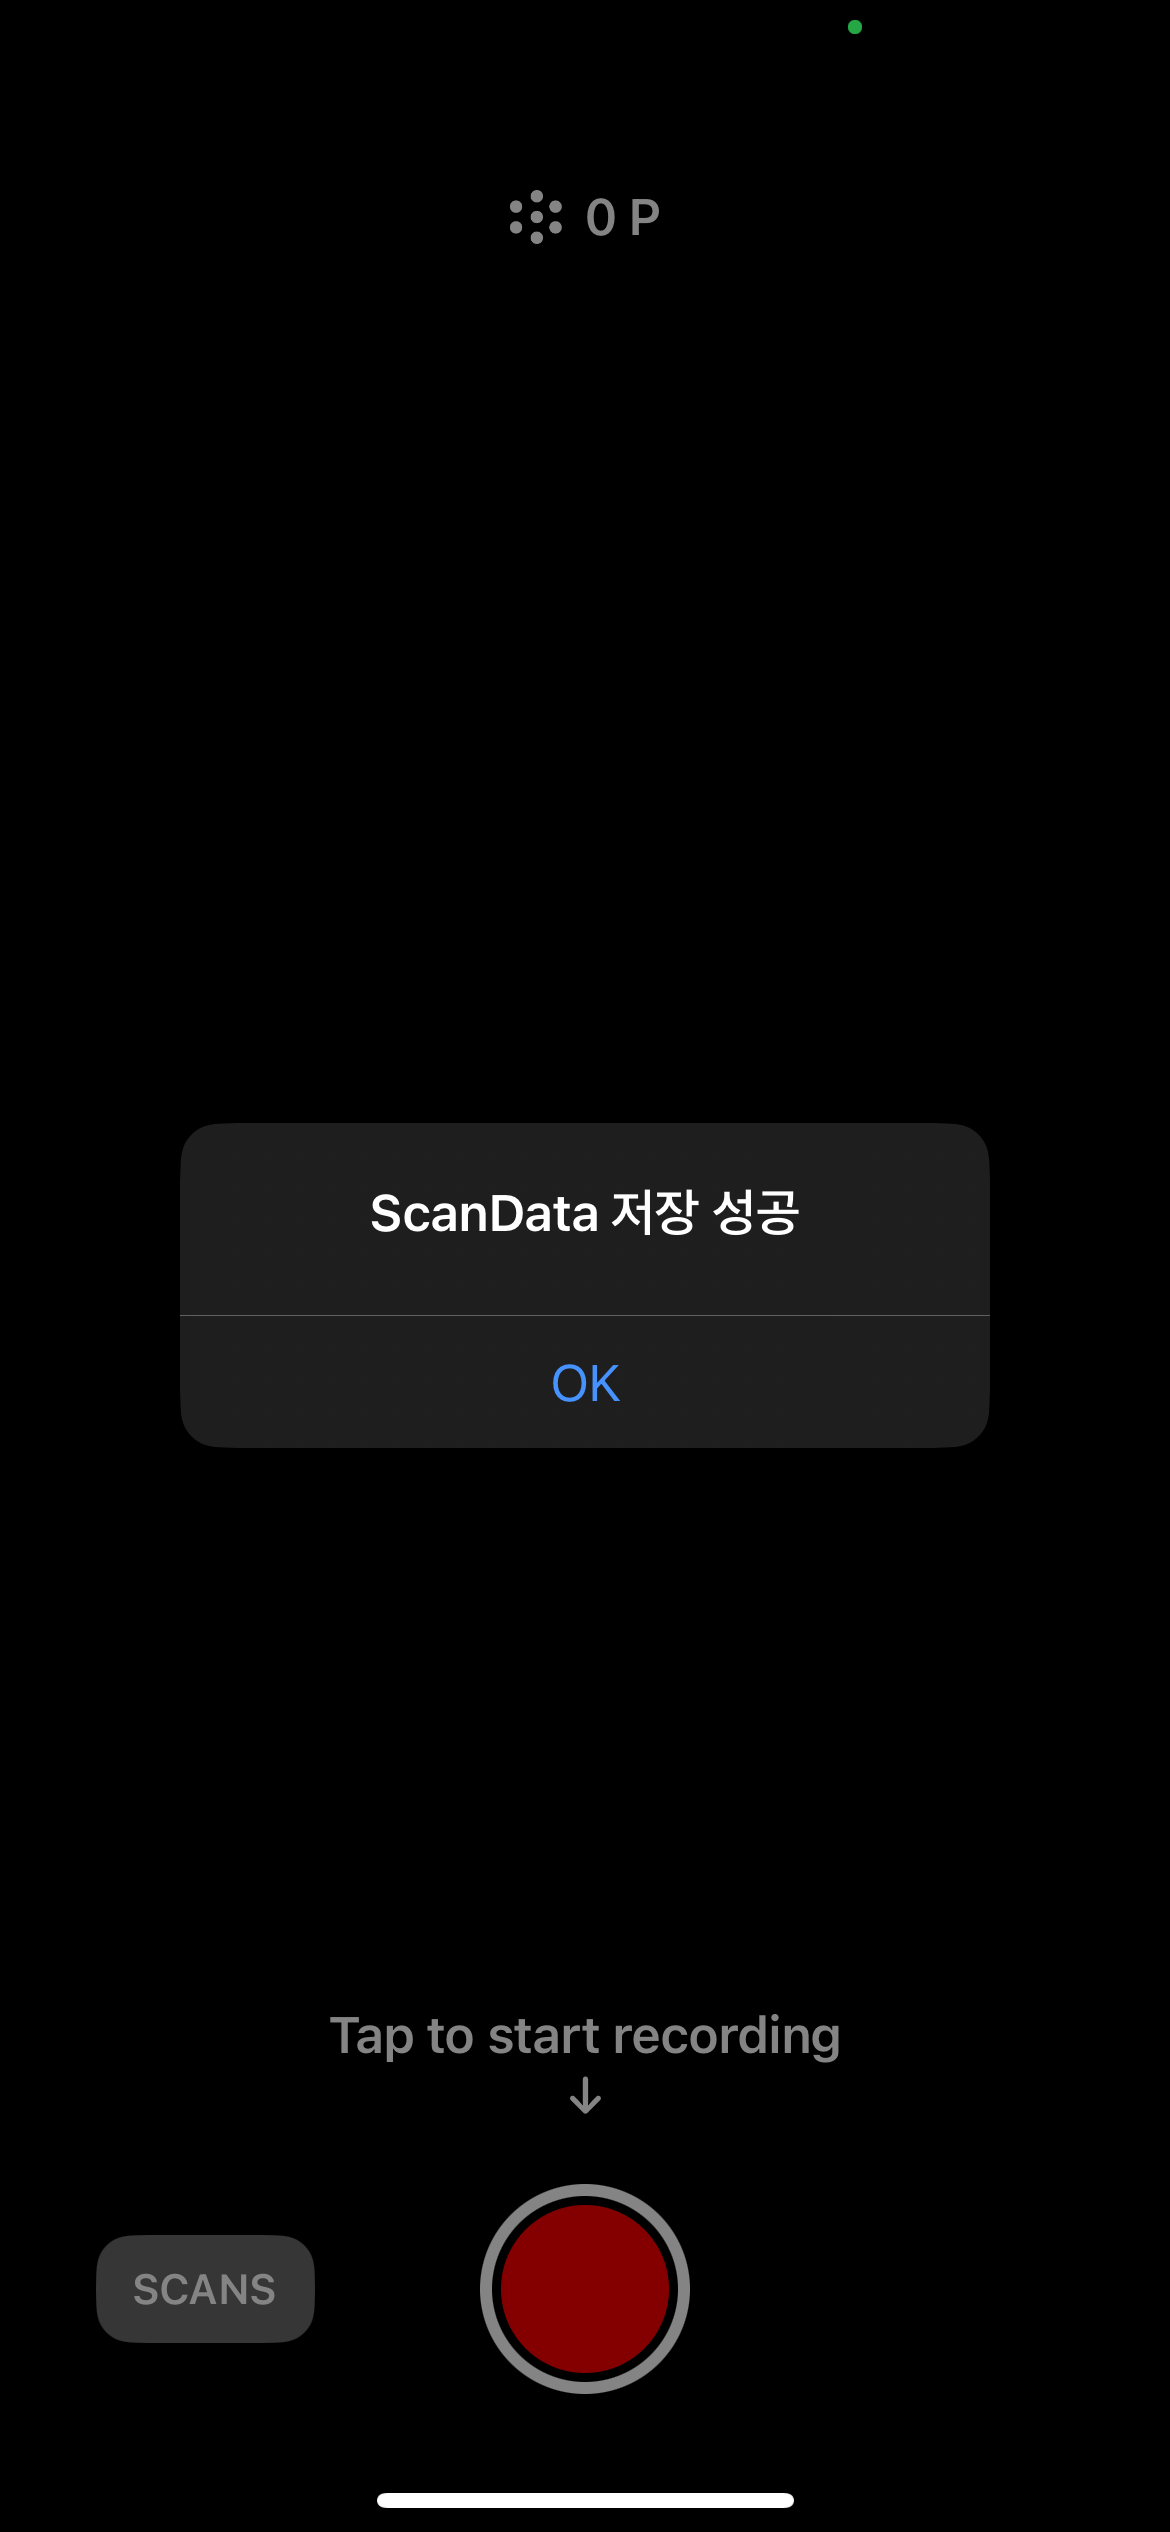 0 P
ScanData 저장 성공
OK
Tap to start recording
SCANS